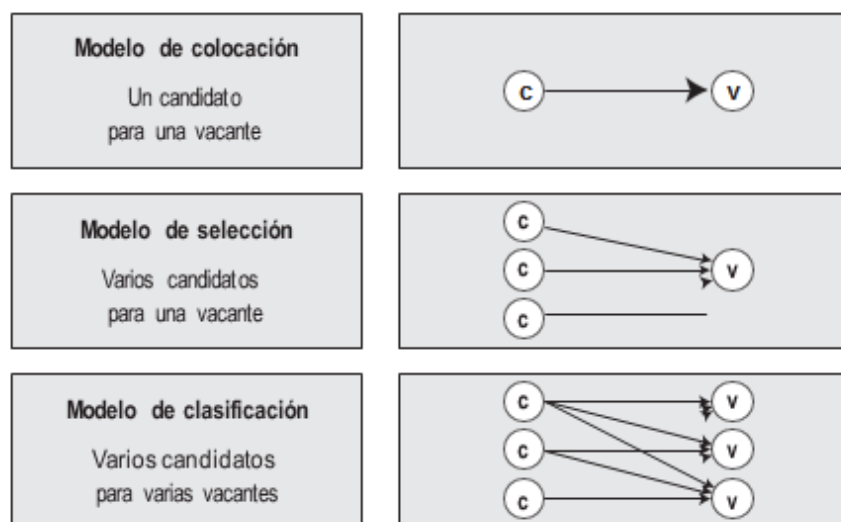 Modelo de colocación
Un candidato
para una vacante
C
V
Modelo de selección
Varios candidatos
para una vacante
C
C
V
C
Modelo de clasificación
Varios candidatos
para varias vacantes
C
V
C
V
C
V